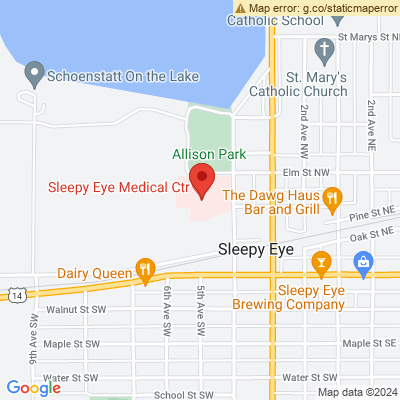 Map error: g.co/staticmaperror
Catholic School
St Marys St NE
Schoenstatt On the Lake
St. Mary's
Catholic Church
2nd Ave NW
2nd Ave NE
Allison Park
Elm St NW
Sleepy Eye Medical Ctr
The Dawg Haus
Bar and Grill
Pine St NE
Oak St NE
Sleepy Eye
Dairy Queen
14
Sleepy Eye
Brewing Company
Walnut St SW
9th Ave SW
6th Ave SW
5th Ave SW
Maple St SW
Maple St SE
Water St SW
Water St SE
School St SW
Google
Map data ©2024